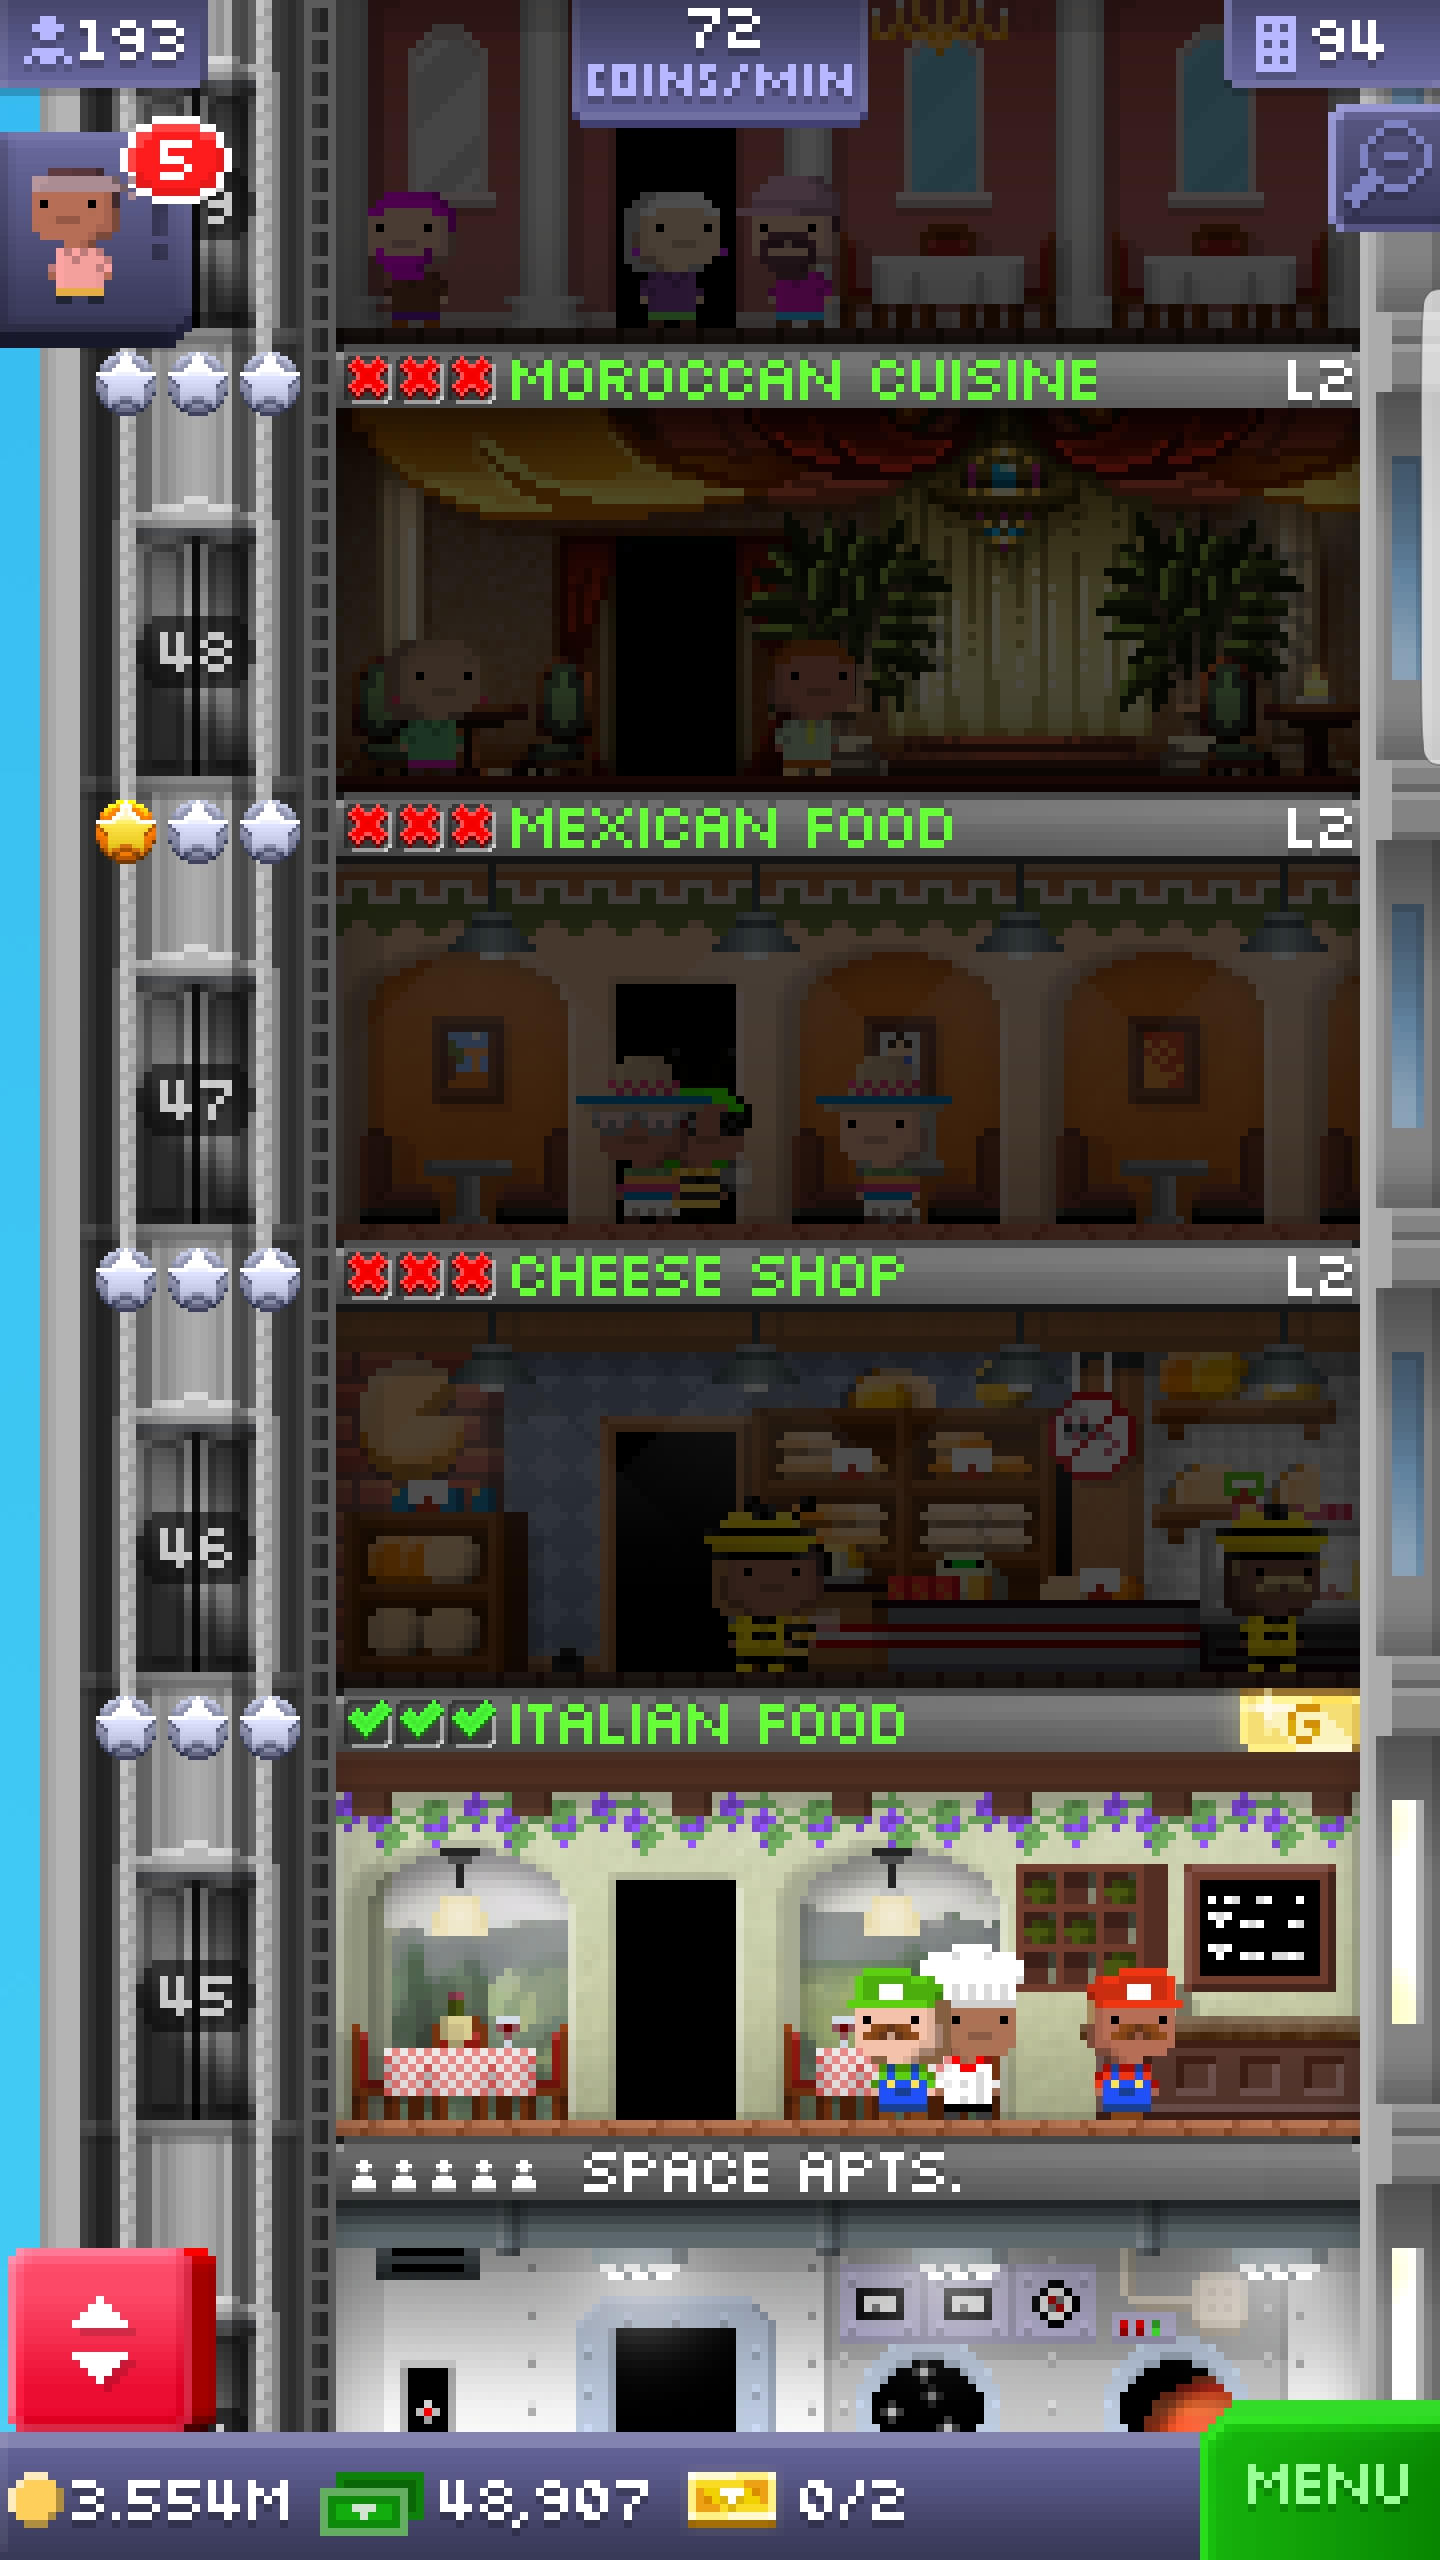 193
72
COINS/MIN
94
5
MOROCCAN CUISINE L2
48
MEXICAN FOOD L2
47
CHEESE SHOP L2
46
ITALIAN FOOD G
45
SPACE APTS.
3.554M 48,907 0/2 MENU